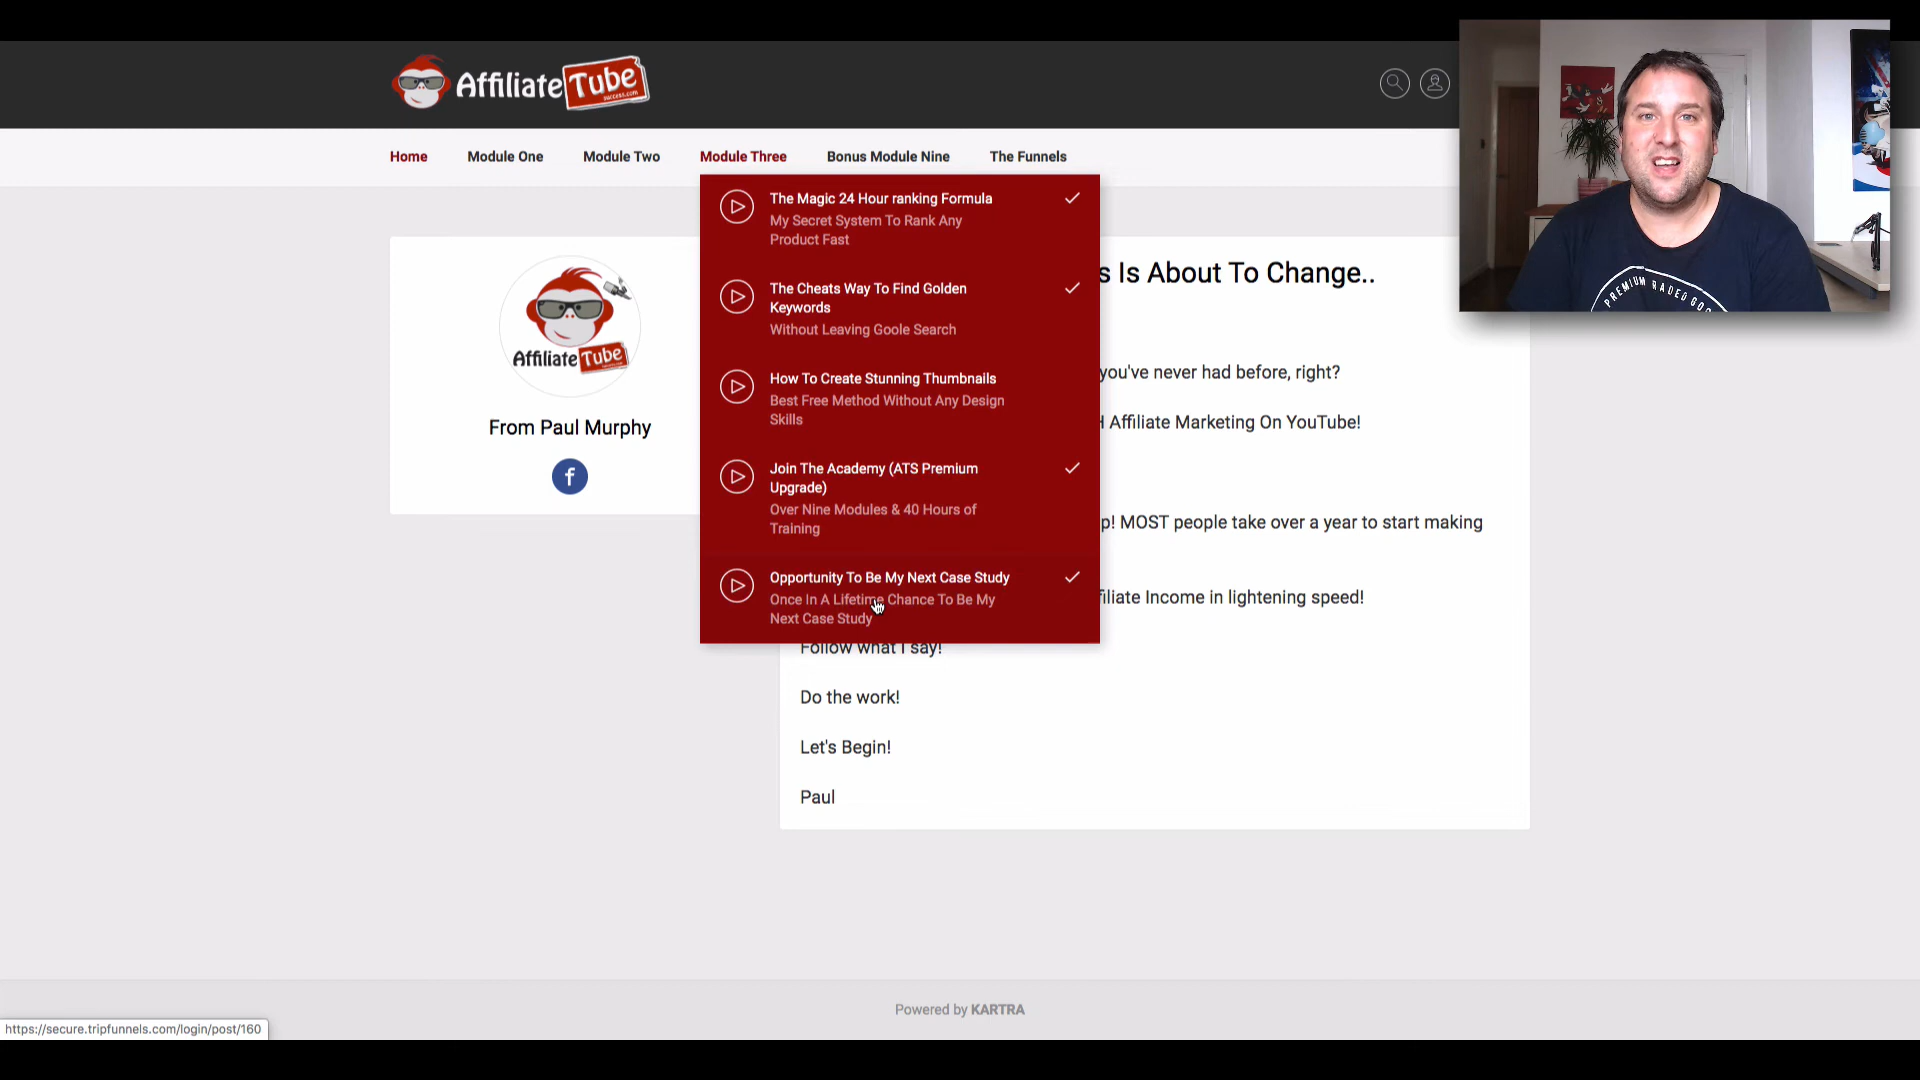 AffiliateTube
success.com
Home
Module One
Module Two
Module Three
Bonus Module Nine
The Funnels
The Magic 24 Hour ranking Formula
My Secret System To Rank Any
Product Fast
The Cheats Way To Find Golden
Keywords
Without Leaving Goole Search
How To Create Stunning Thumbnails
Best Free Method Without Any Design
Skills
Join The Academy (ATS Premium
Upgrade)
Over Nine Modules & 40 Hours of
Training
Opportunity To Be My Next Case Study
Once In A Lifetime Chance To Be My
Next Case Study
AffiliateTube
From Paul Murphy
f
s Is About To Change..
you've never had before, right?
Affiliate Marketing On YouTube!
p! MOST people take over a year to start making
filiate Income in lightening speed!
Follow what I say!
Do the work!
Let's Begin!
Paul
PREMIUM
Powered by KARTRA
https://secure.tripfunnels.com/login/post/160